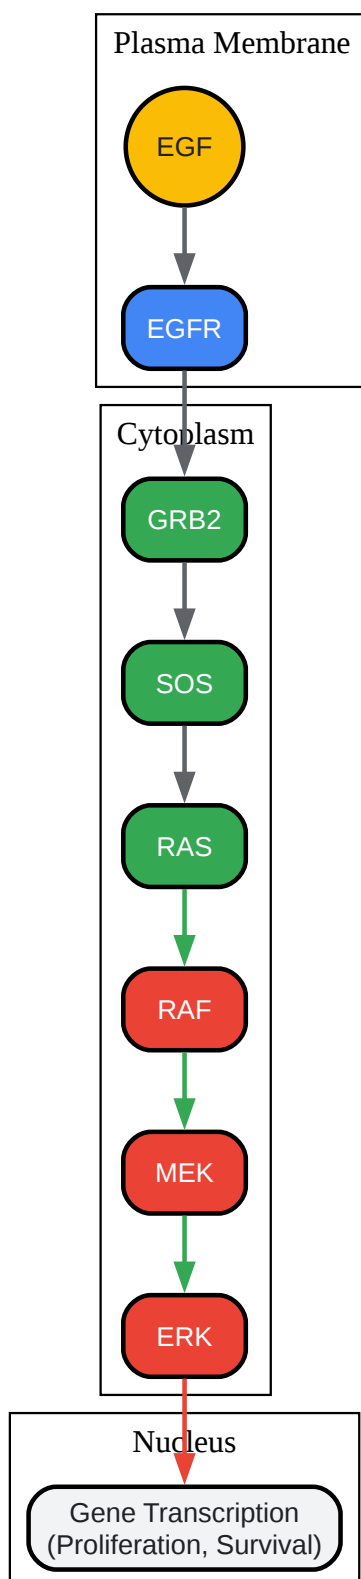 Plasma Membrane
EGF
EGFR
Cytoplasm
GRB2
SOS
RAS
RAF
MEK
ERK
Nucleus
Gene Transcription
(Proliferation, Survival)